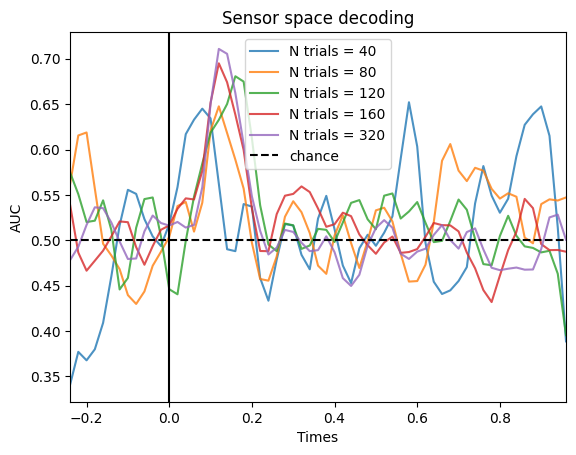 Sensor space decoding
N trials = 40
N trials = 80
N trials = 120
N trials = 160
N trials = 320
chance
AUC
0.70
0.65
0.60
0.55
0.50
0.45
0.40
0.35
−0.2 0.0 0.2 0.4 0.6 0.8
Times